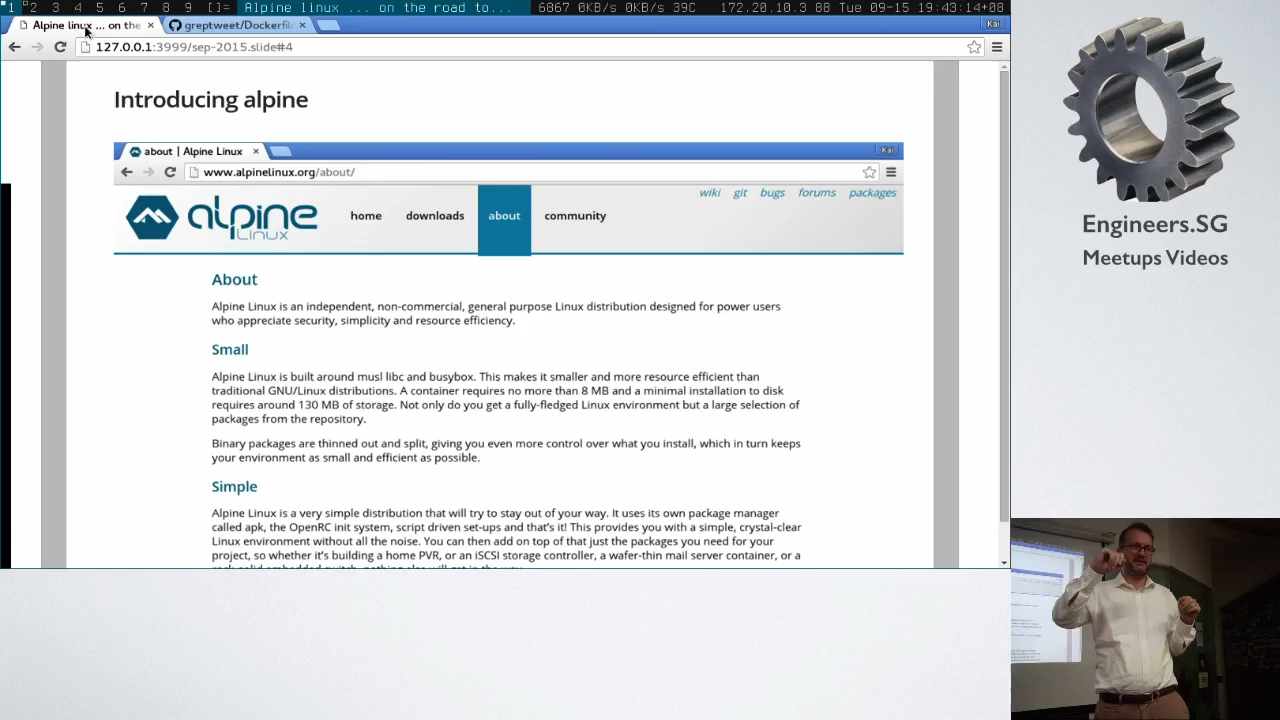 1 2 3 4 5 6 7 8 9 []= Alpine linux ... on the road to... 6867 0KB/s 0KB/s 39C 172.20.10.3 88 Tue 09-15 19:43:14+08
Alpine linux ... on the × greptweet/Dockerfil × Kai
127.0.0.1:3999/sep-2015.slide#4
Introducing alpine
about | Alpine Linux × Kai
www.alpinelinux.org/about/
wiki git bugs forums packages
alpine Linux home downloads about community
About
Alpine Linux is an independent, non-commercial, general purpose Linux distribution designed for power users
who appreciate security, simplicity and resource efficiency.
Small
Alpine Linux is built around musl libc and busybox. This makes it smaller and more resource efficient than
traditional GNU/Linux distributions. A container requires no more than 8 MB and a minimal installation to disk
requires around 130 MB of storage. Not only do you get a fully-fledged Linux environment but a large selection of
packages from the repository.
Binary packages are thinned out and split, giving you even more control over what you install, which in turn keeps
your environment as small and efficient as possible.
Simple
Alpine Linux is a very simple distribution that will try to stay out of your way. It uses its own package manager
called apk, the OpenRC init system, script driven set-ups and that's it! This provides you with a simple, crystal-clear
Linux environment without all the noise. You can then add on top of that just the packages you need for your
project, so whether it's building a home PVR, or an iSCSI storage controller, a wafer-thin mail server container, or a
Engineers.SG
Meetups Videos